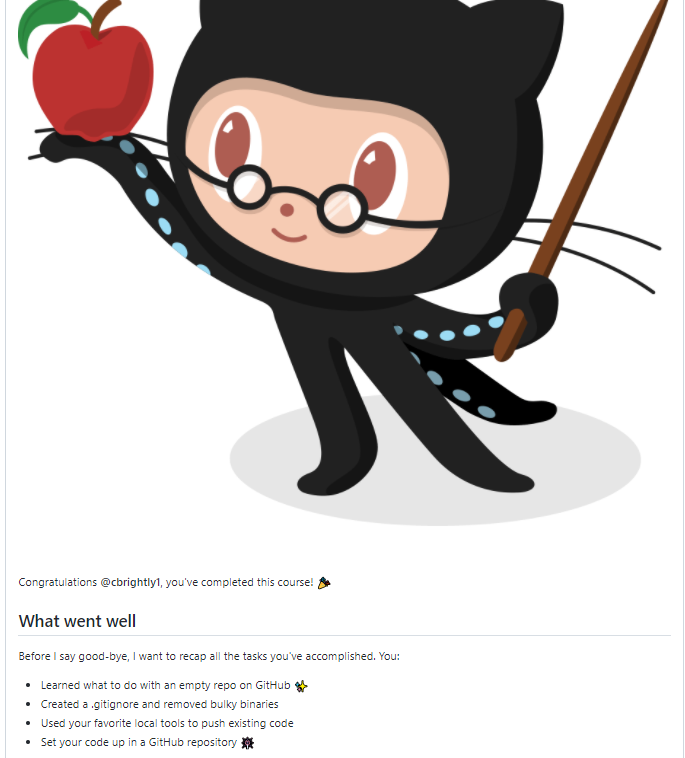 Congratulations @cbrightly1, you've completed this course! 🎉
What went well
Before I say good-bye, I want to recap all the tasks you've accomplished. You:
• Learned what to do with an empty repo on GitHub ✨
• Created a .gitignore and removed bulky binaries
• Used your favorite local tools to push existing code
• Set your code up in a GitHub repository